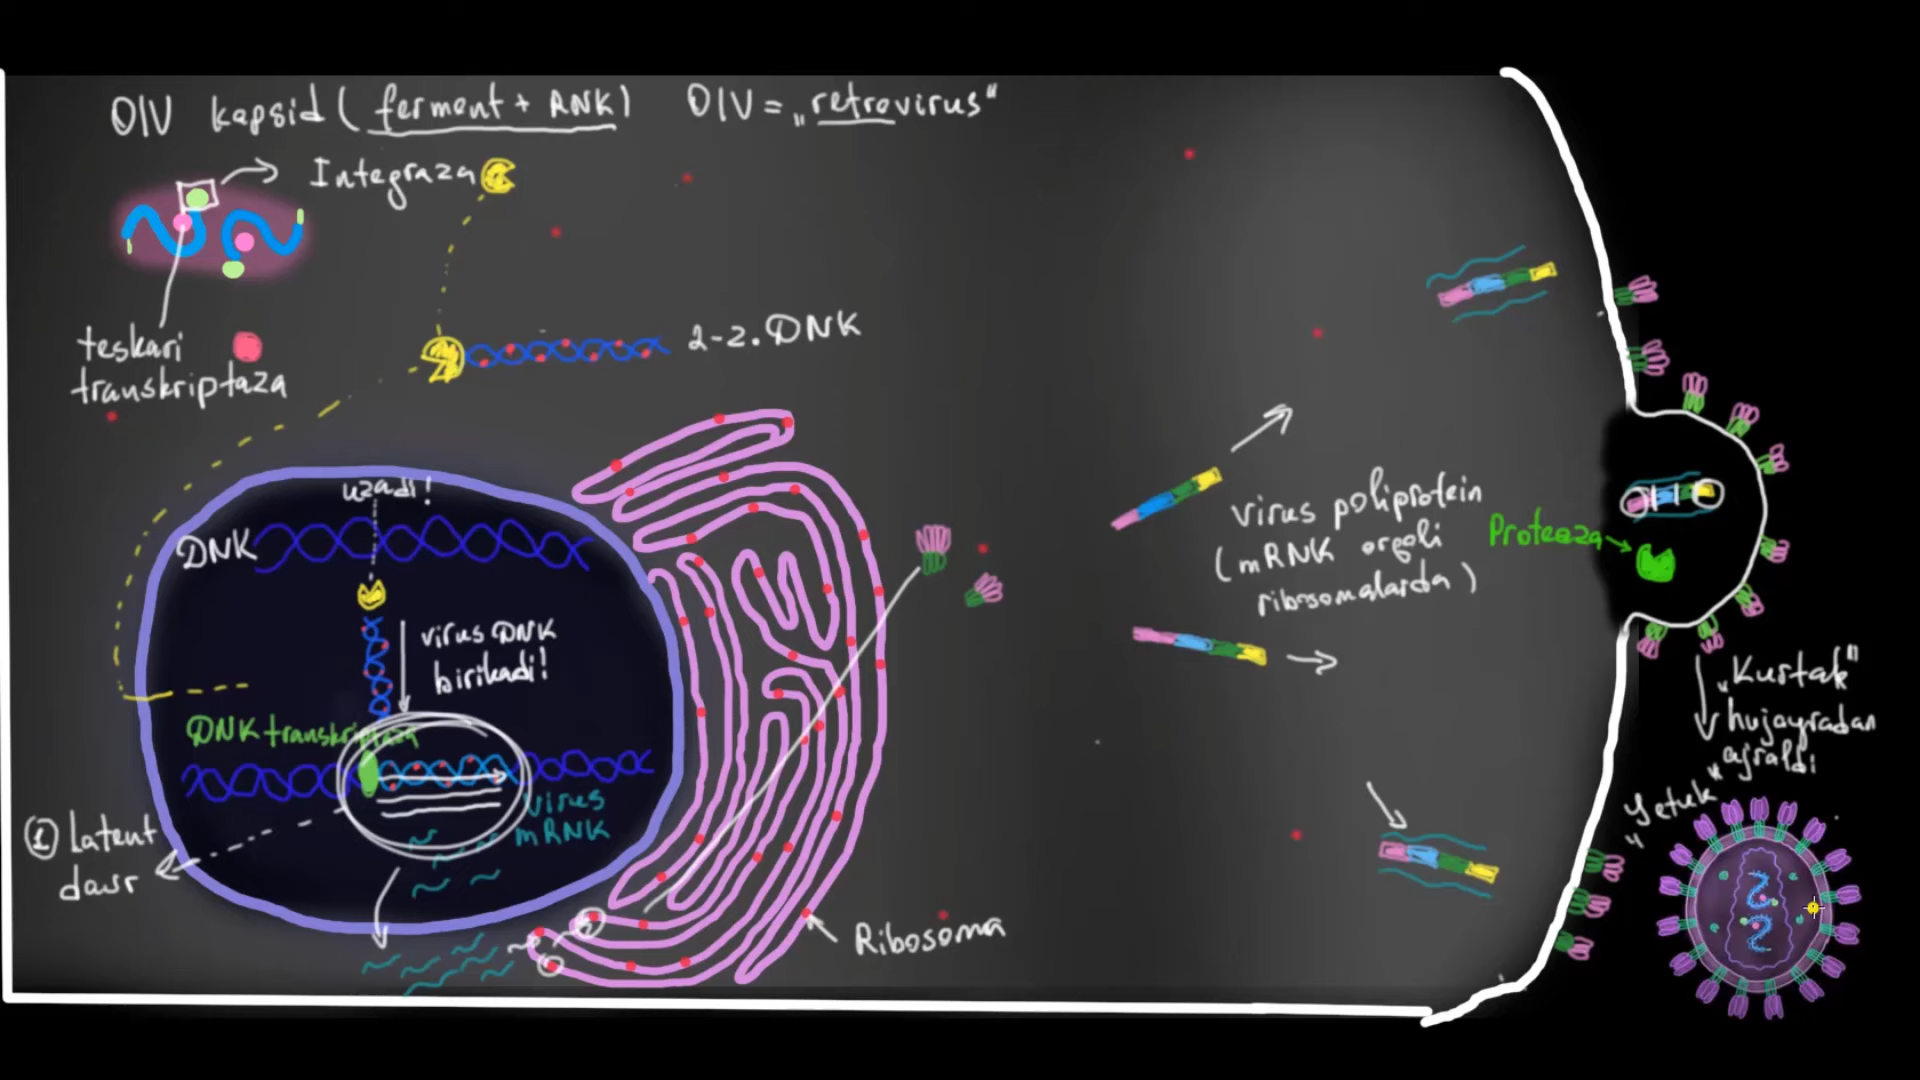 OIV kapsid (ferment + RNK)
OIV = „retrovirus“
Integraza
teskari
transkriptaza
2-z. DNK
uzadi!
DNK
virus DNK
birikadi!
DNK transkriptaza
virus
mRNK
① Latent
davr
Ribosoma
virus poliprotein
(mRNK orqali
ribosomalarda)
Proteaza
„Kurtak“
hujayradan
ajraldi
„Yetuk“